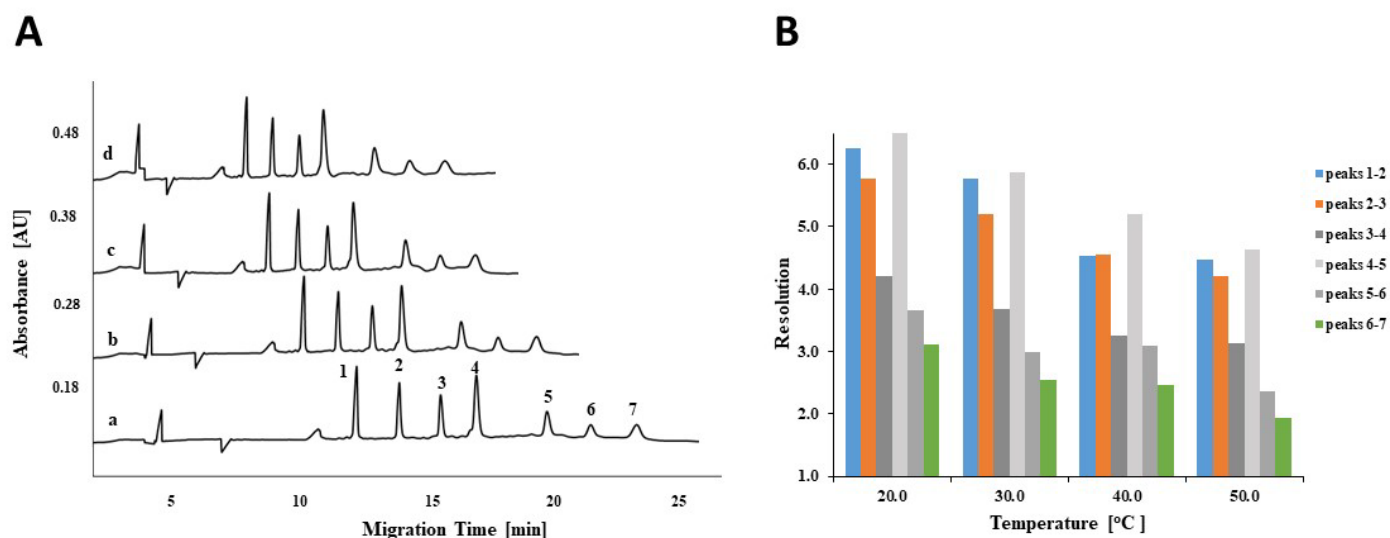 A
0.48
0.38
0.28
0.18
Absorbance [AU]
d
c
b
a
1
2
3
4
5
6
7
5
10
15
20
25
Migration Time [min]
B
6.0
5.0
4.0
3.0
2.0
1.0
Resolution
20.0
30.0
40.0
50.0
Temperature [°C ]
peaks 1-2
peaks 2-3
peaks 3-4
peaks 4-5
peaks 5-6
peaks 6-7